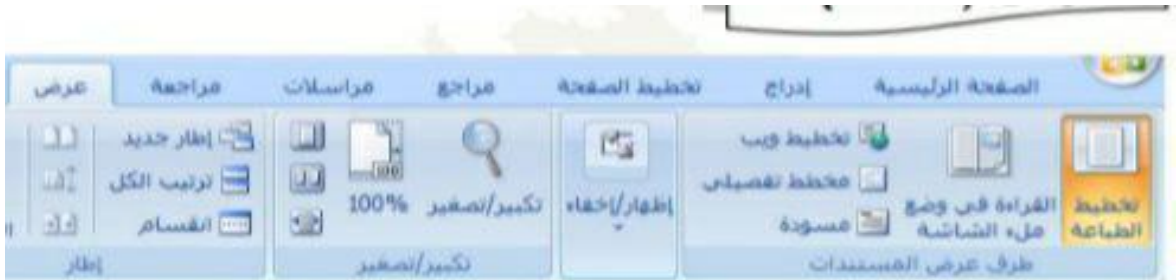 الصفحة الرئيسية إدراج تخطيط الصفحة مراجع مراسلات مراجعة عرض
تخطيط الطباعة
القراءة في وضع ملء الشاشة
تخطيط ويب
مخطط تفصيلي
مسودة
طرق عرض المستندات
إظهار/إخفاء
تكبير/تصغير
100%
تكبير/تصغير
إطار جديد
ترتيب الكل
انقسام
إطار